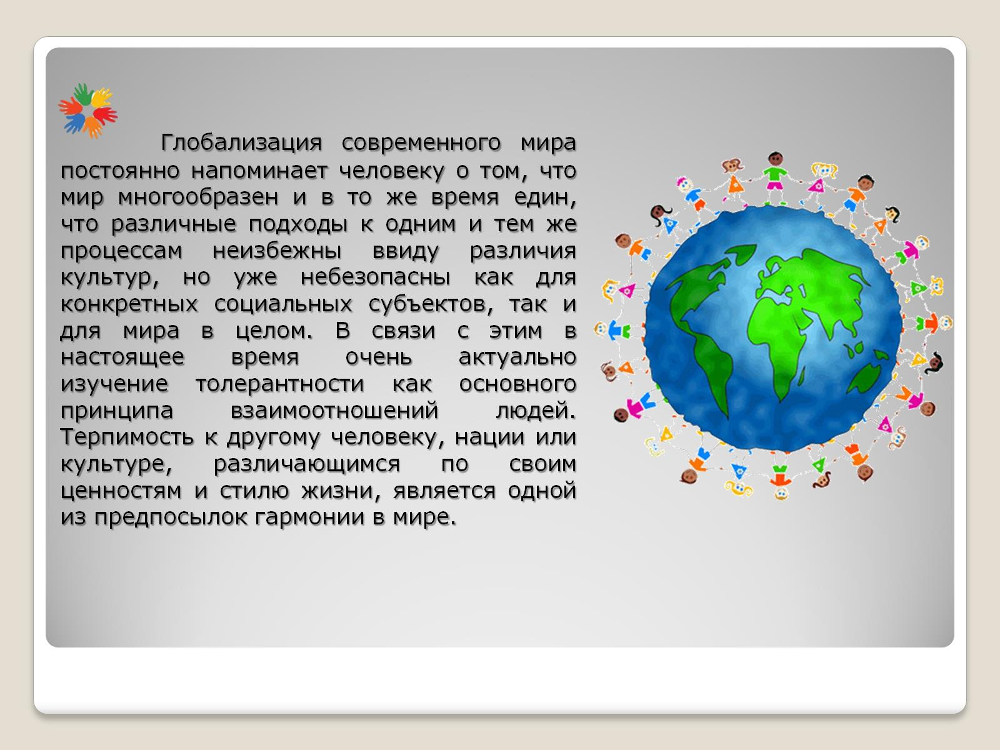 Глобализация современного мира
постоянно напоминает человеку о том, что
мир многообразен и в то же время един,
что различные подходы к одним и тем же
процессам неизбежны ввиду различия
культур, но уже небезопасны как для
конкретных социальных субъектов, так и
для мира в целом. В связи с этим в
настоящее время очень актуально
изучение толерантности как основного
принципа взаимоотношений людей.
Терпимость к другому человеку, нации или
культуре, различающимся по своим
ценностям и стилю жизни, является одной
из предпосылок гармонии в мире.